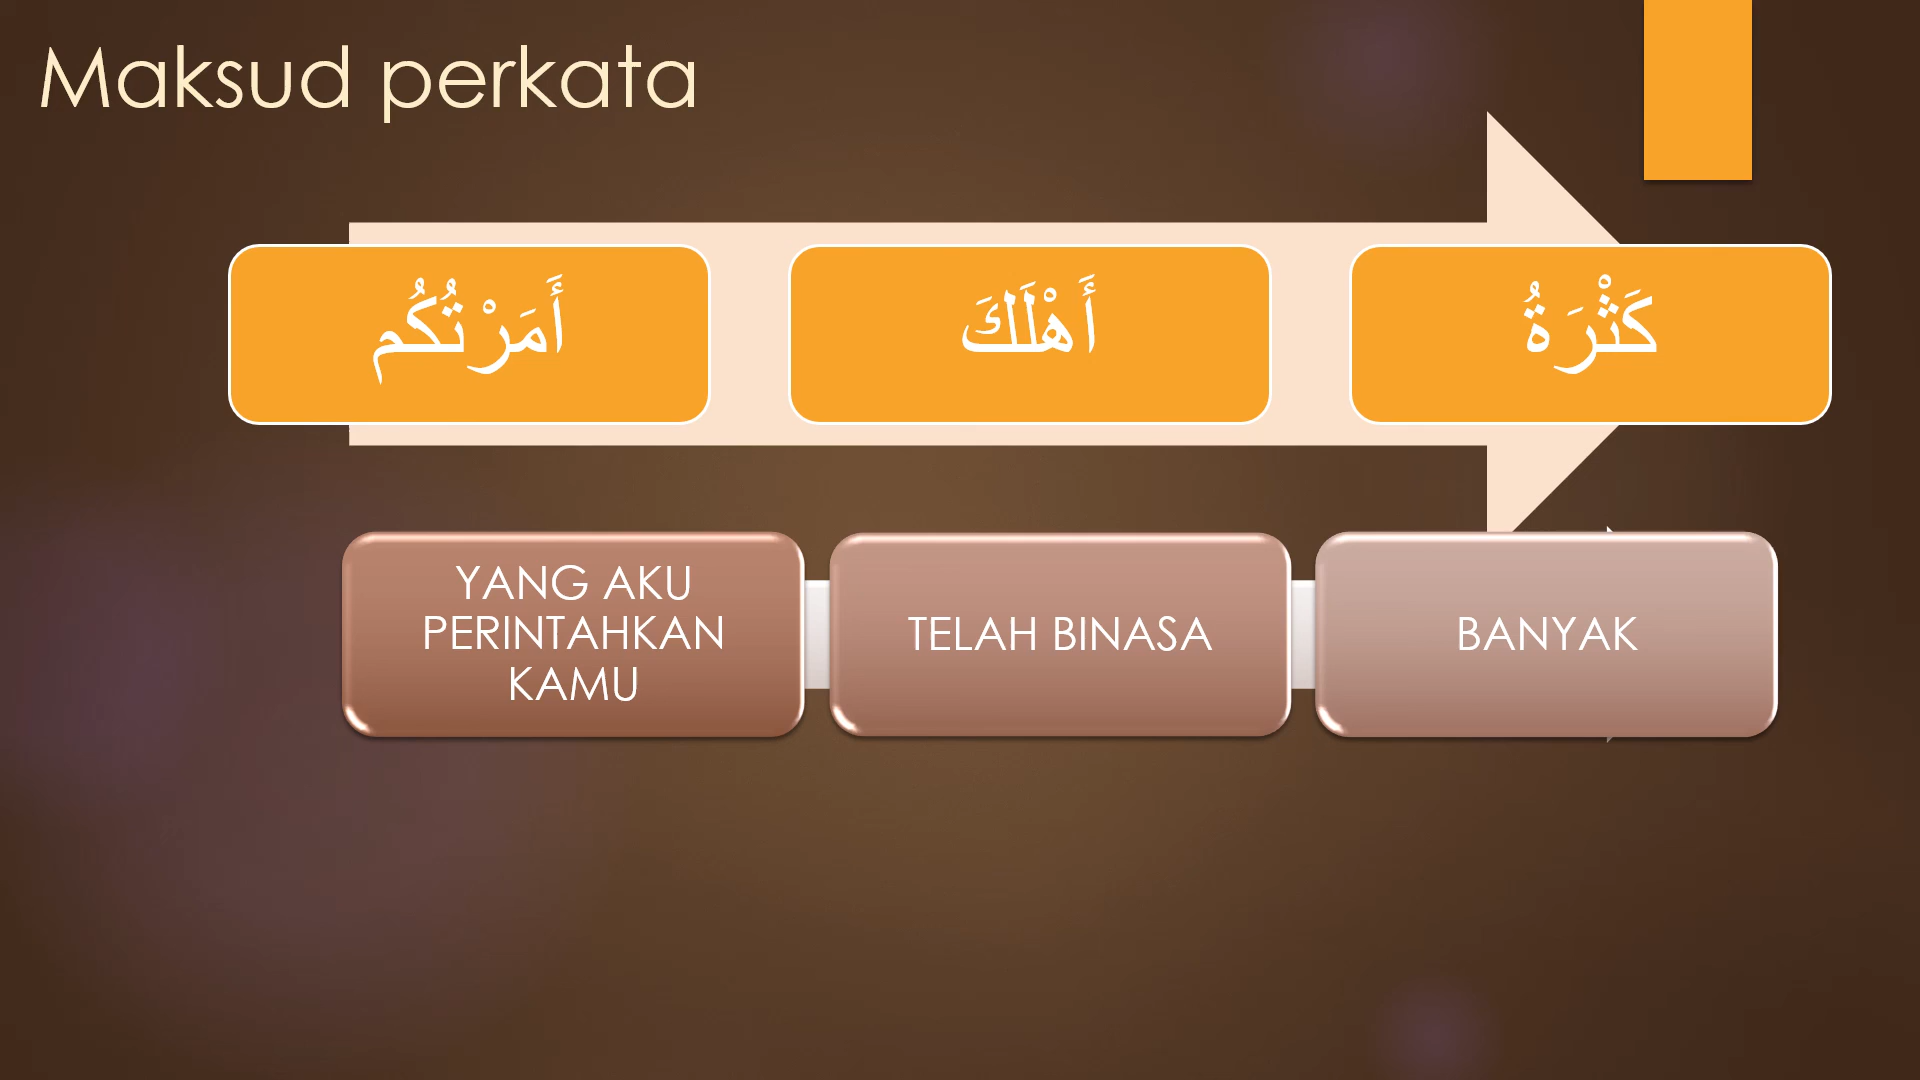 Maksud perkata
أَمَرْتُكُم
أَهْلَكَ
كَثْرَةُ
YANG AKU
PERINTAHKAN
KAMU
TELAH BINASA
BANYAK